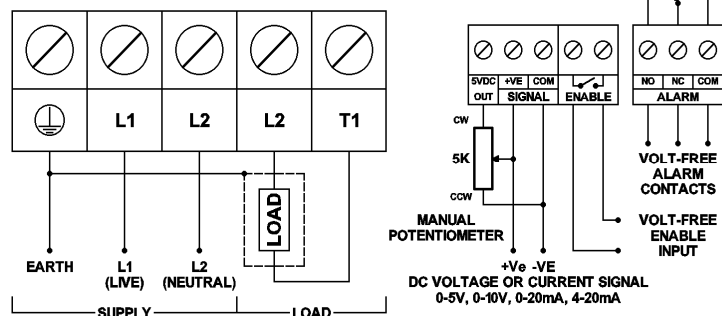 L1
L2
L2
T1
LOAD
EARTH
L1
(LIVE)
L2
(NEUTRAL)
SUPPLY
LOAD
5VDC
+VE
COM
OUT
SIGNAL
ENABLE
NO
NC
COM
ALARM
CW
5K
CCW
MANUAL
POTENTIOMETER
VOLT-FREE
ALARM
CONTACTS
VOLT-FREE
ENABLE
INPUT
+Ve -VE
DC VOLTAGE OR CURRENT SIGNAL
0-5V, 0-10V, 0-20mA, 4-20mA